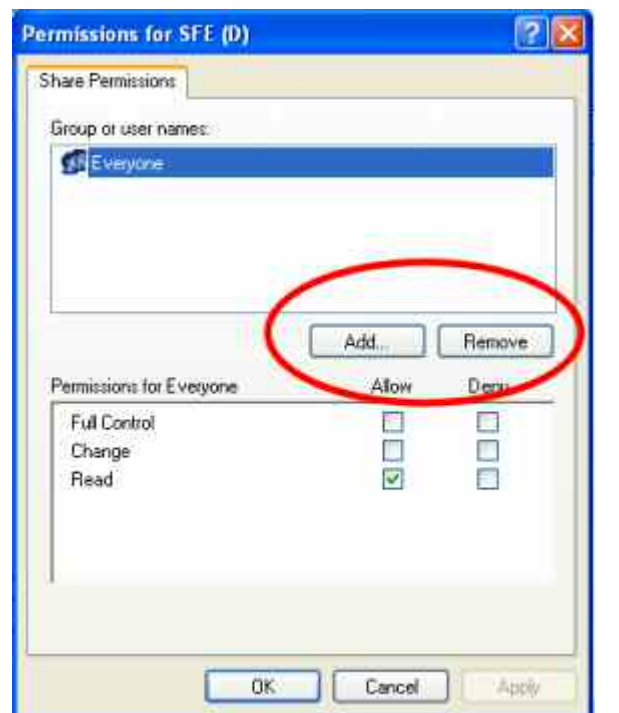 Permissions for SFE (D)
Share Permissions
Group or user names:
Everyone
Add... Remove
Permissions for Everyone Allow Deny
Full Control
Change
Read
OK Cancel Apply